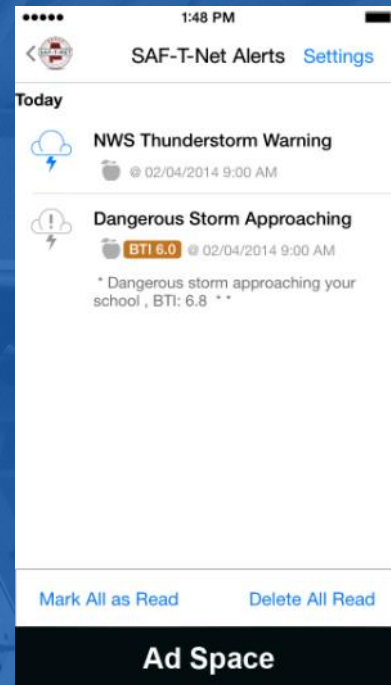 1:48 PM
SAF-T-NET
SAF-T-Net Alerts Settings
Today
NWS Thunderstorm Warning
@ 02/04/2014 9:00 AM
Dangerous Storm Approaching
BTI 6.0 @ 02/04/2014 9:00 AM
* Dangerous storm approaching your
school , BTI: 6.8 * *
Mark All as Read Delete All Read
Ad Space